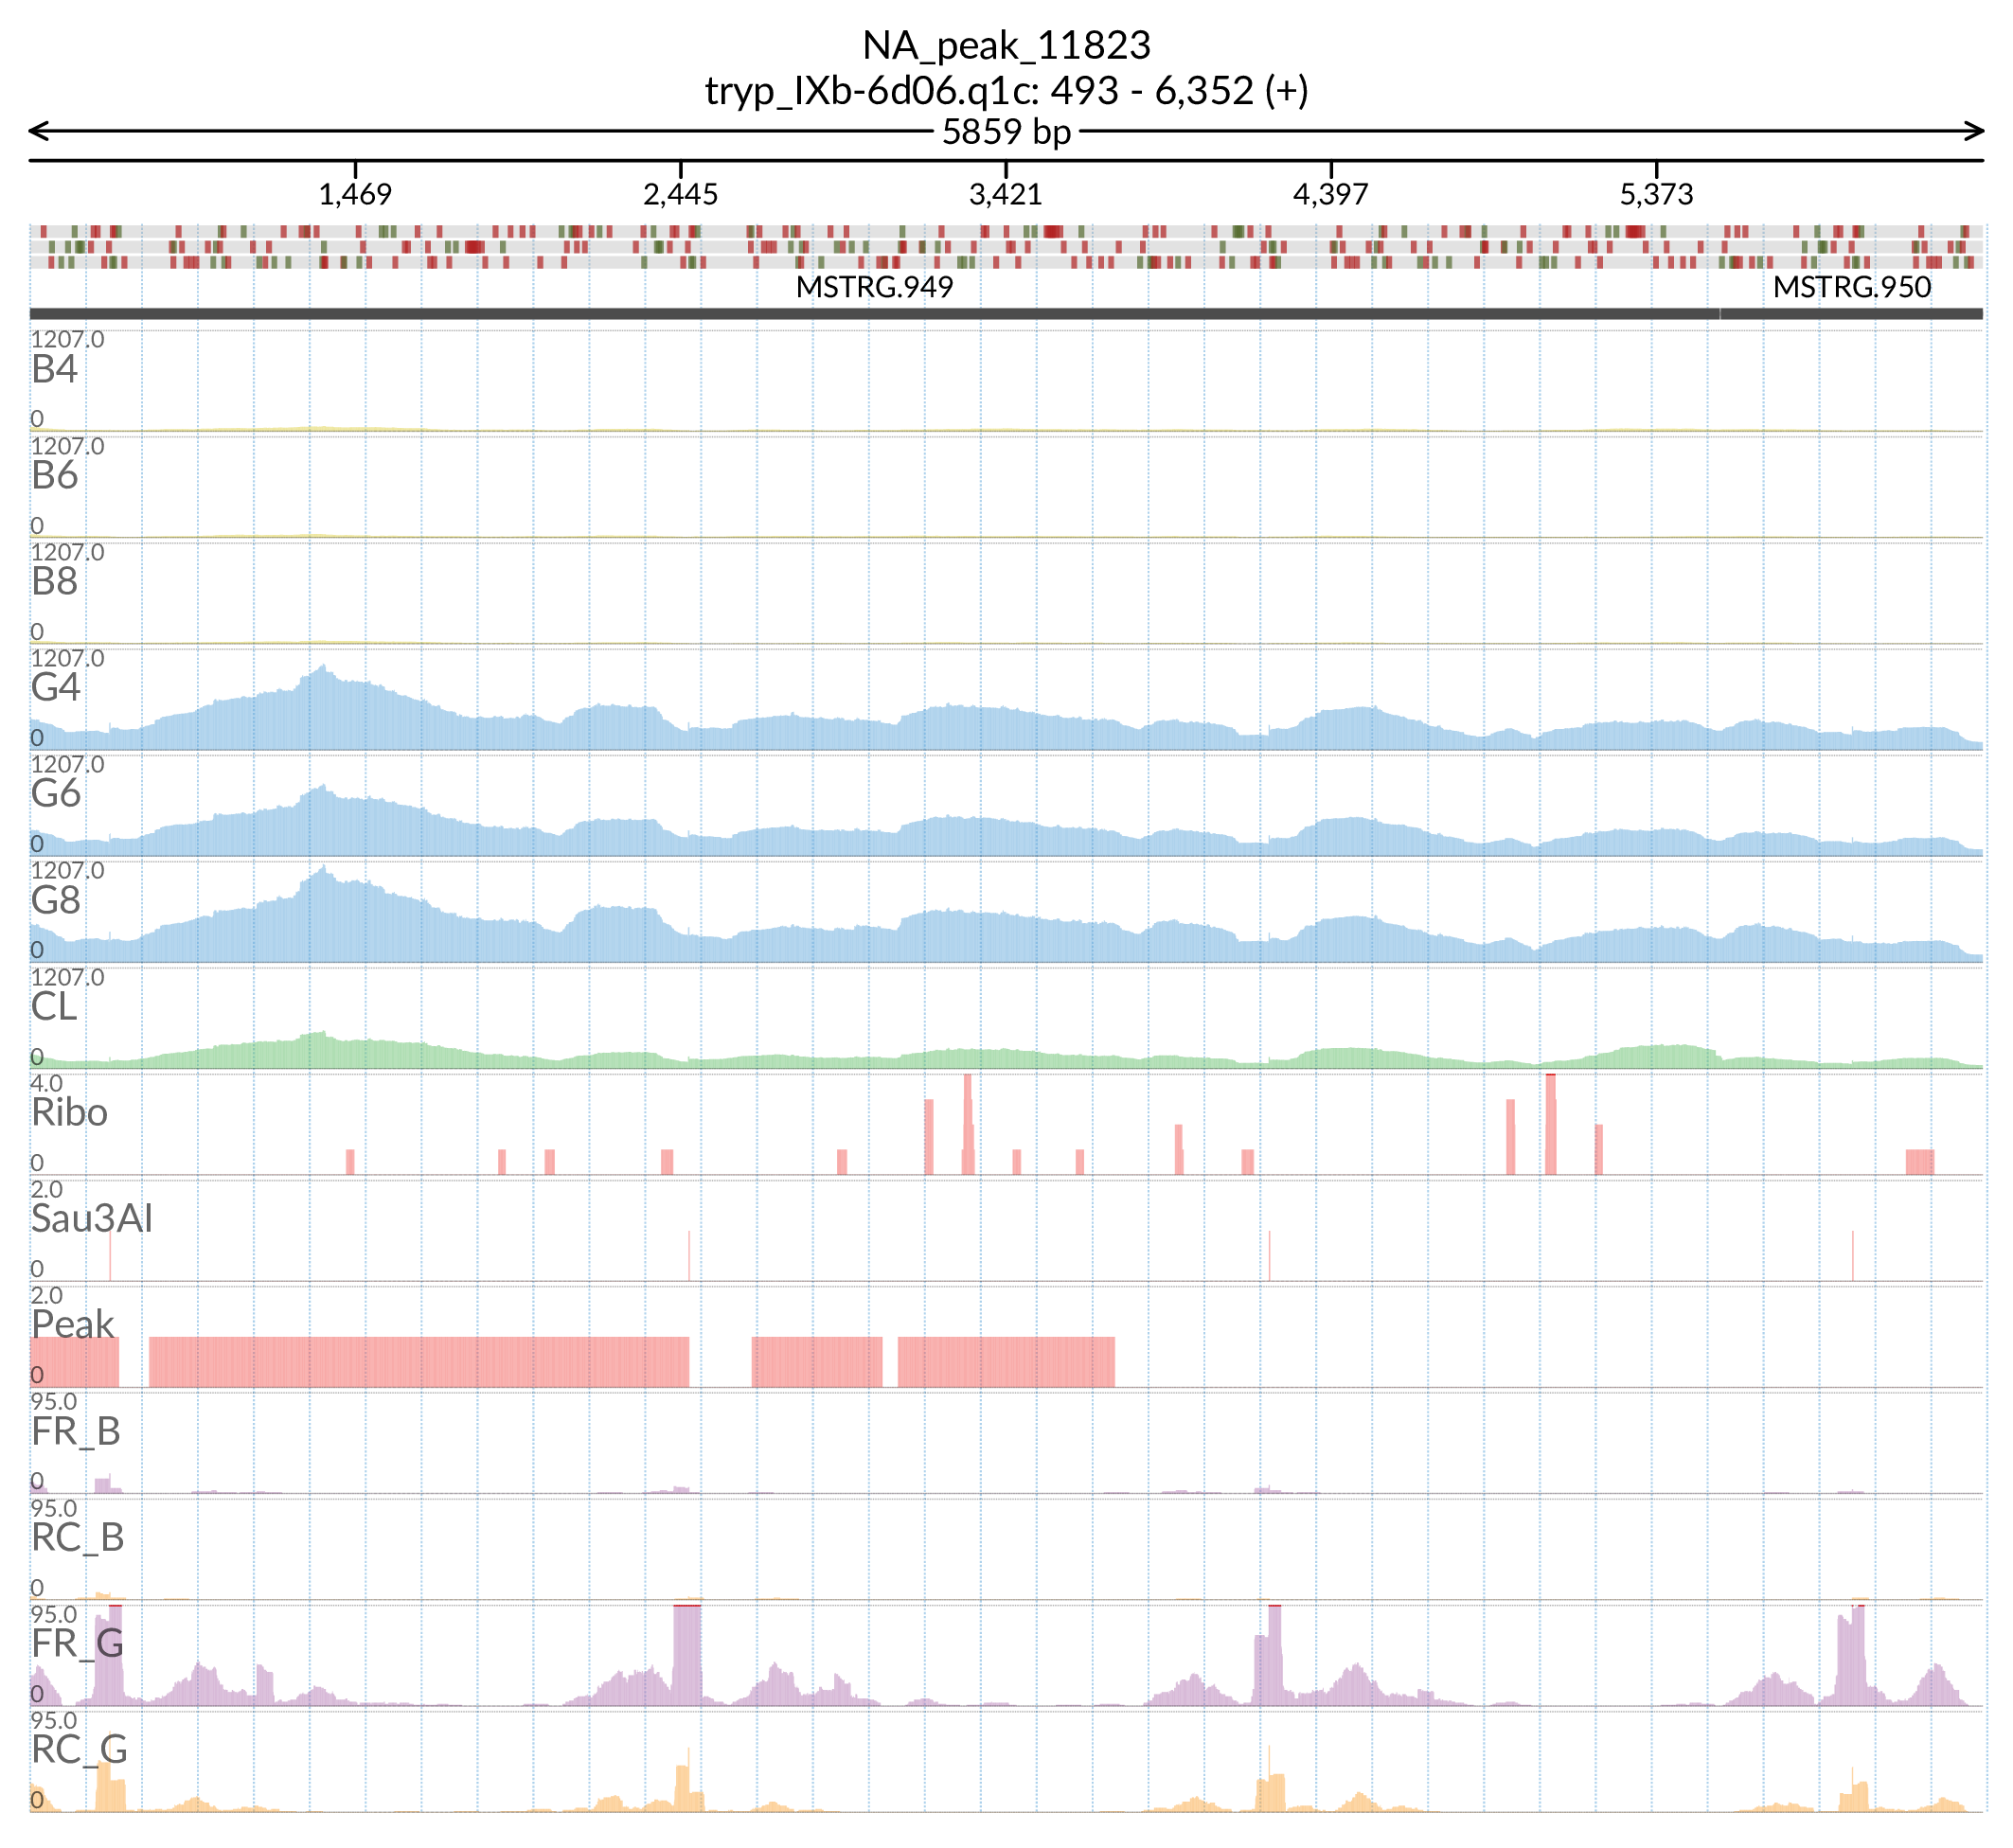 NA_peak_11823
tryp_IXb-6d06.q1c: 493 - 6,352 (+)
5859 bp
1,469 2,445 3,421 4,397 5,373
MSTRG.949 MSTRG.950
1207.0
B4
0
1207.0
B6
0
1207.0
B8
0
1207.0
G4
0
1207.0
G6
0
1207.0
G8
0
1207.0
CL
0
4.0
Ribo
0
2.0
Sau3AI
0
2.0
Peak
0
95.0
FR_B
0
95.0
RC_B
0
95.0
FR_G
0
95.0
RC_G
0